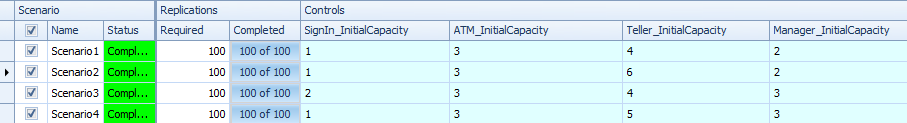 Scenario Replications Controls
Name Status Required Completed SignIn_InitialCapacity ATM_InitialCapacity Teller_InitialCapacity Manager_InitialCapacity
Scenario1 Compl... 100 100 of 100 1 3 4 2
Scenario2 Compl... 100 100 of 100 1 3 6 2
Scenario3 Compl... 100 100 of 100 2 3 4 3
Scenario4 Compl... 100 100 of 100 1 3 5 3